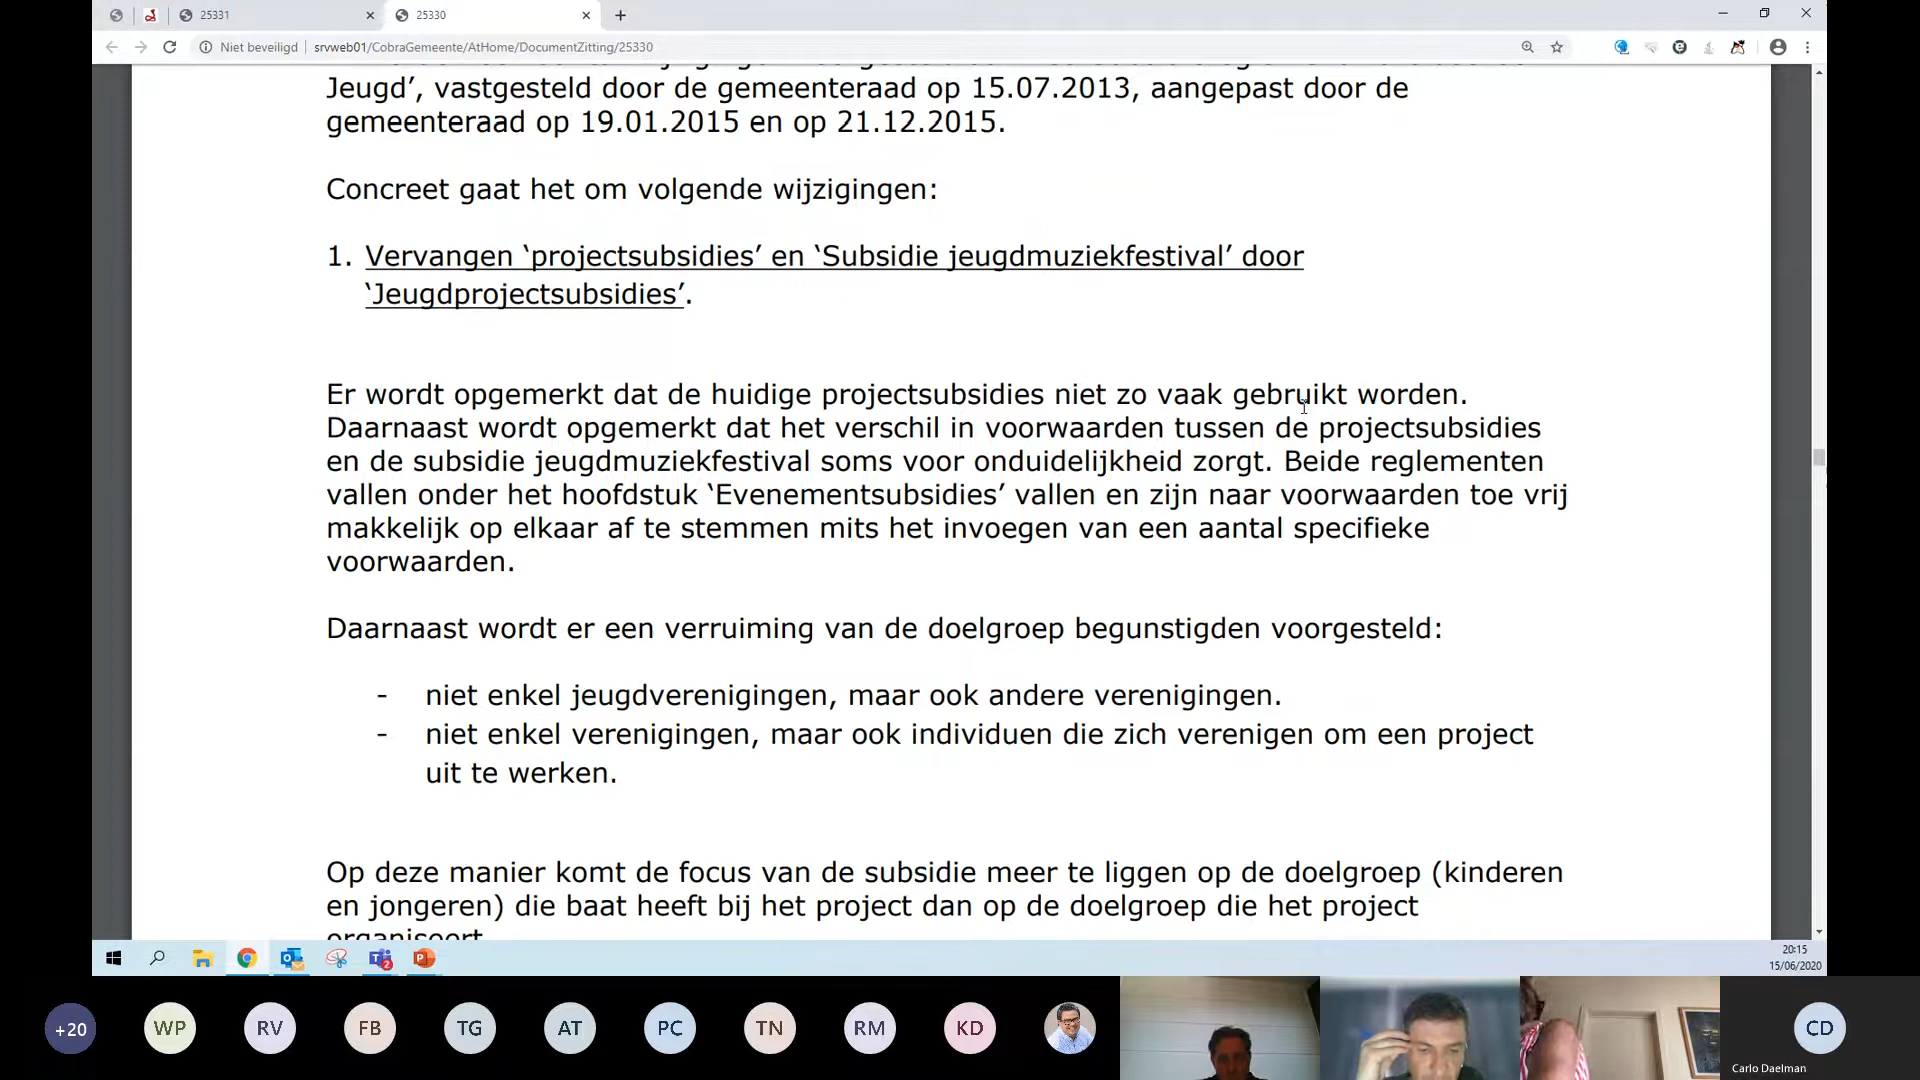 25331
25330
Niet beveiligd
srvweb01/CobraGemeente/AtHome/DocumentZitting/25330
Jeugd’, vastgesteld door de gemeenteraad op 15.07.2013, aangepast door de
gemeenteraad op 19.01.2015 en op 21.12.2015.
Concreet gaat het om volgende wijzigingen:
1. Vervangen ‘projectsubsidies’ en ‘Subsidie jeugdmuziekfestival’ door
‘Jeugdprojectsubsidies’.
Er wordt opgemerkt dat de huidige projectsubsidies niet zo vaak gebruikt worden.
Daarnaast wordt opgemerkt dat het verschil in voorwaarden tussen de projectsubsidies
en de subsidie jeugdmuziekfestival soms voor onduidelijkheid zorgt. Beide reglementen
vallen onder het hoofdstuk ‘Evenementsubsidies’ vallen en zijn naar voorwaarden toe vrij
makkelijk op elkaar af te stemmen mits het invoegen van een aantal specifieke
voorwaarden.
Daarnaast wordt er een verruiming van de doelgroep begunstigden voorgesteld:
- niet enkel jeugdverenigingen, maar ook andere verenigingen.
- niet enkel verenigingen, maar ook individuen die zich verenigen om een project
uit te werken.
Op deze manier komt de focus van de subsidie meer te liggen op de doelgroep (kinderen
en jongeren) die baat heeft bij het project dan op de doelgroep die het project
organiseert
20:15
15/06/2020
+20
WP
RV
FB
TG
AT
PC
TN
RM
KD
CD
Carlo Daelman